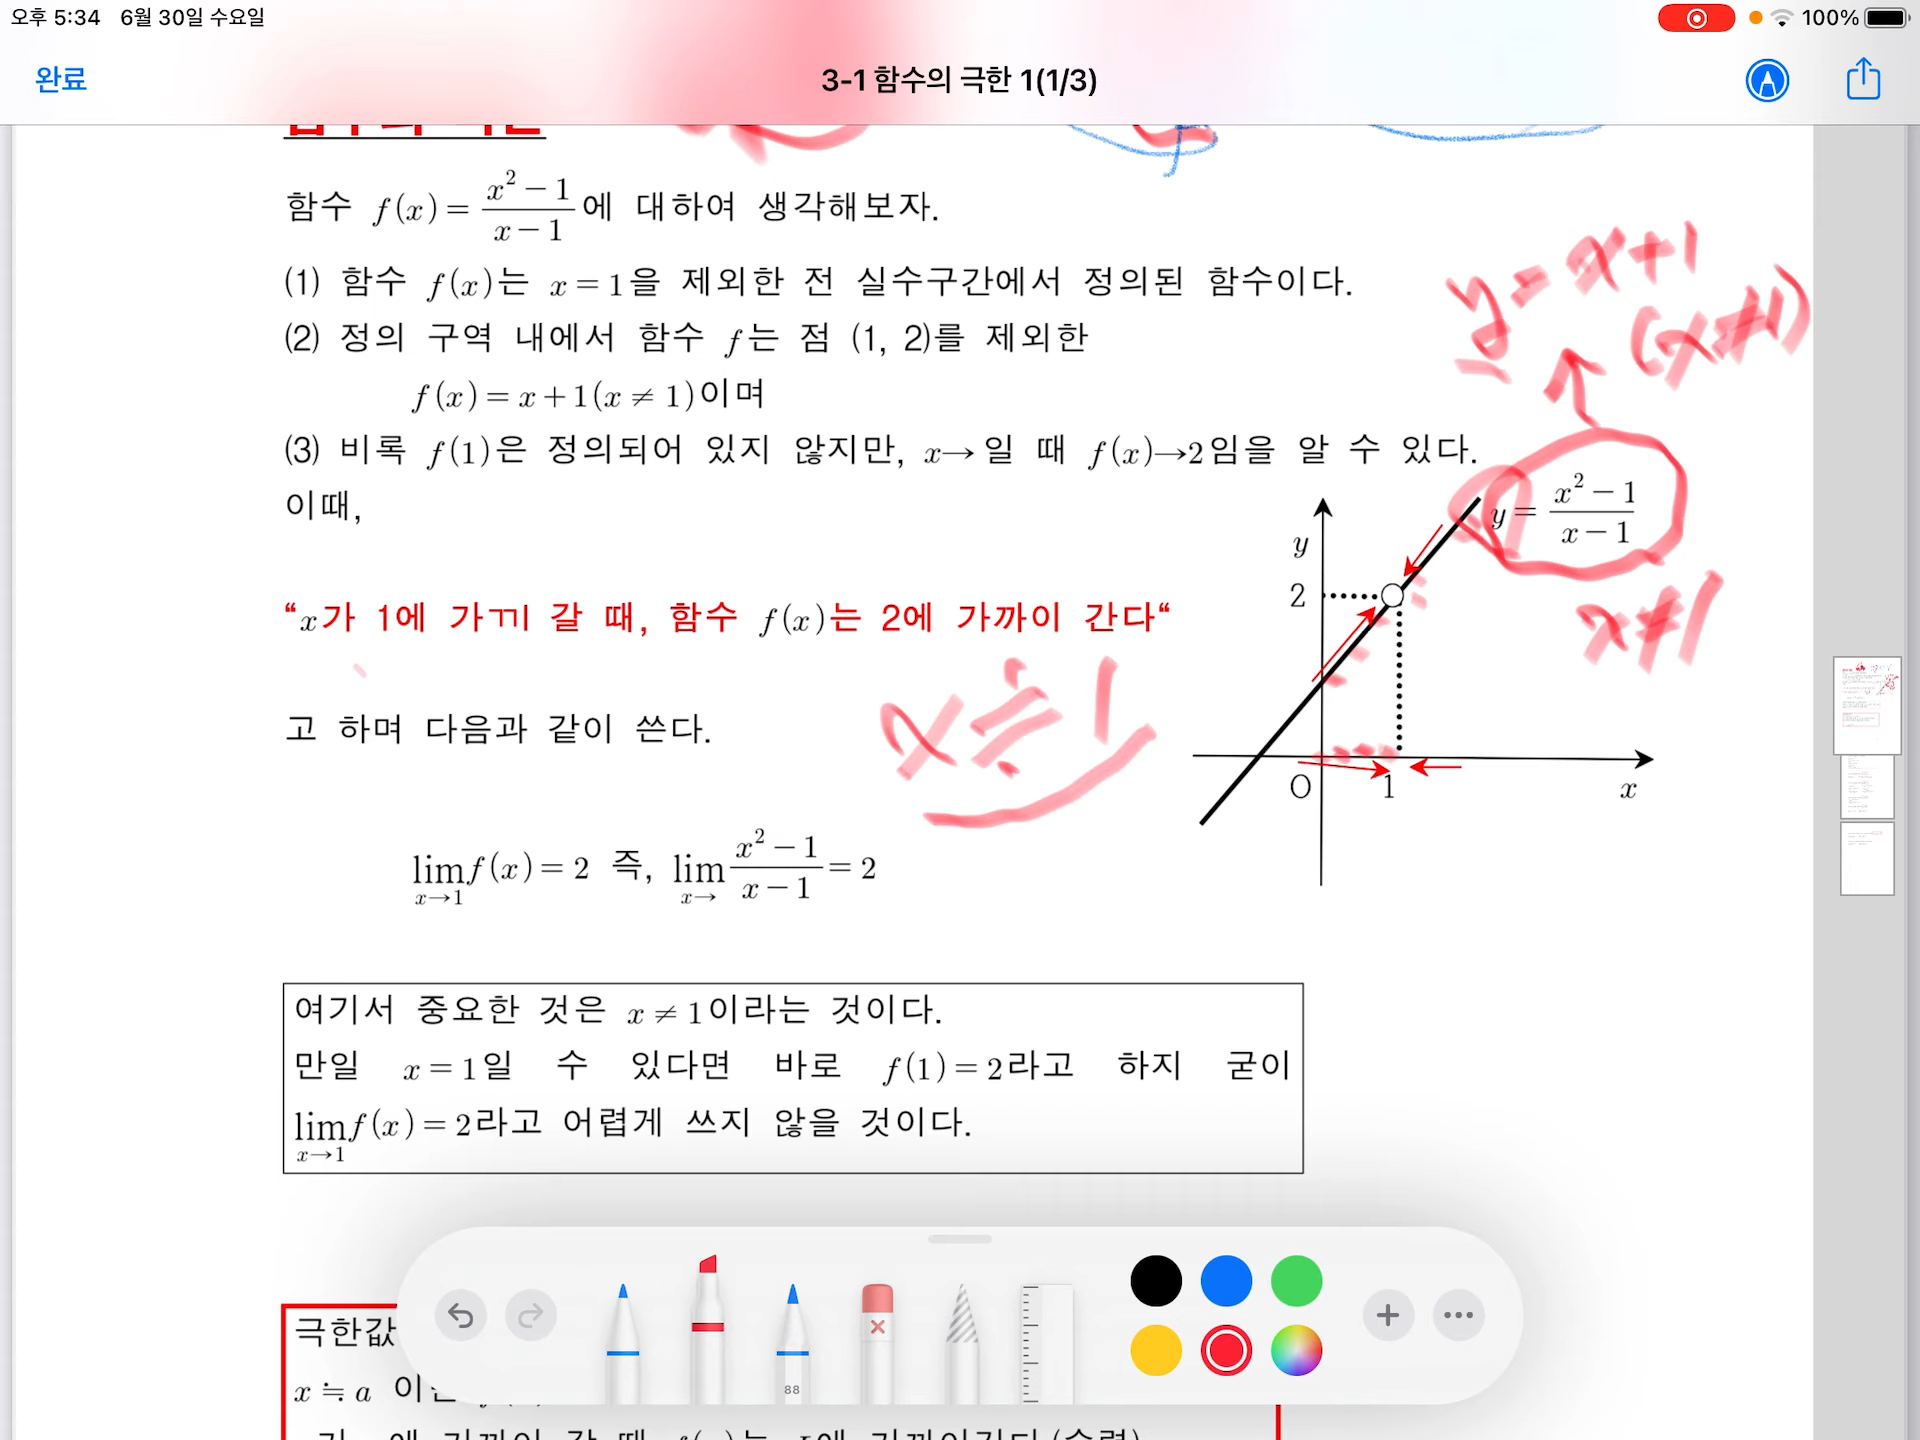 오후 5:34 6월 30일 수요일
100%
완료
3-1 함수의 극한 1(1/3)
함수 f(x) = (x² − 1)/(x − 1)에 대하여 생각해보자.
(1) 함수 f(x)는 x = 1을 제외한 전 실수구간에서 정의된 함수이다.
(2) 정의 구역 내에서 함수 f는 점 (1, 2)를 제외한
f(x) = x + 1(x ≠ 1)이며
(3) 비록 f(1)은 정의되어 있지 않지만, x→ 일 때 f(x)→2임을 알 수 있다.
이때,
y = x+1
(x≠1)
y = (x² − 1)/(x − 1)
x≠1
y
2
O
1
x
“x가 1에 가ㄲㅣ 갈 때, 함수 f(x)는 2에 가까이 간다“
x≒1
고 하며 다음과 같이 쓴다.
lim x→1 f(x) = 2 즉, lim x→ (x² − 1)/(x − 1) = 2
여기서 중요한 것은 x ≠ 1이라는 것이다.
만일 x = 1일 수 있다면 바로 f(1) = 2라고 하지 굳이
lim x→1 f(x) = 2라고 어렵게 쓰지 않을 것이다.
극한값
x ≒ a
88